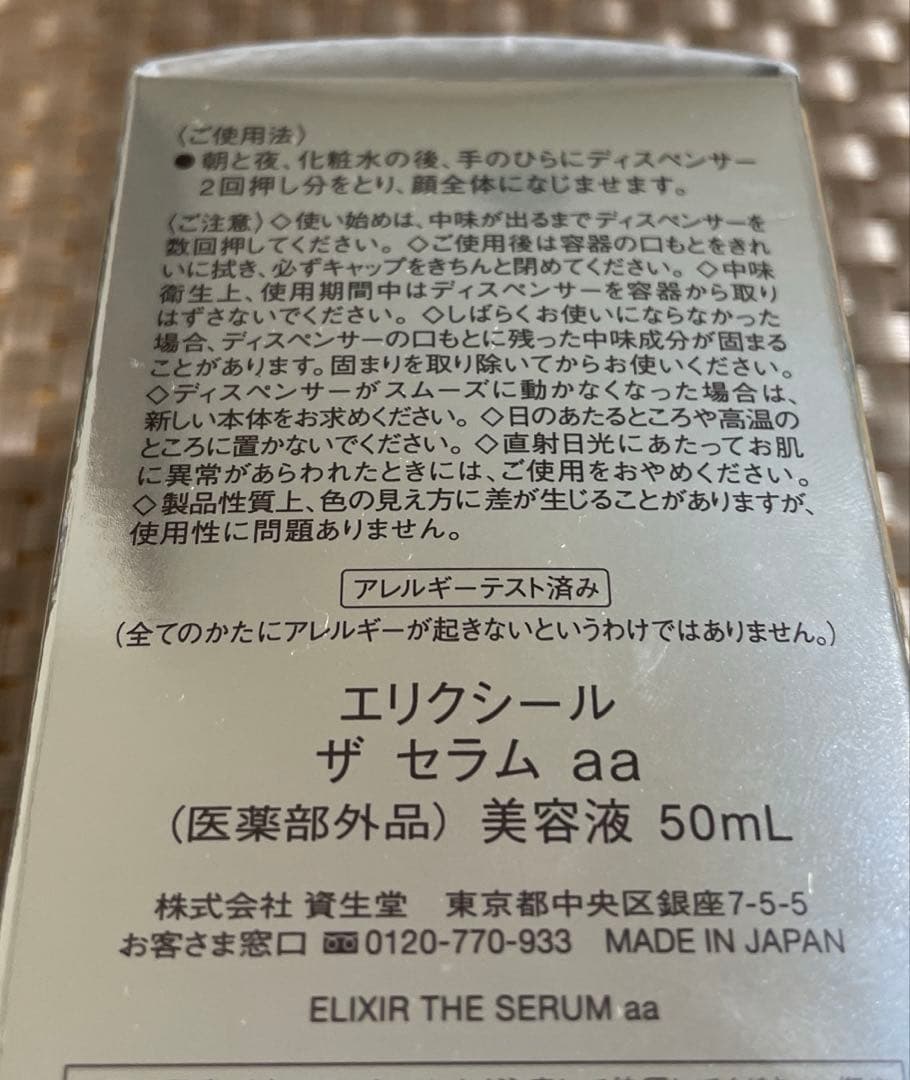 〈ご使用法〉
●朝と夜、化粧水の後、手のひらにディスペンサー
2回押し分をとり、顔全体になじませます。
〈ご注意〉◇使い始めは、中味が出るまでディスペンサーを
数回押してください。◇ご使用後は容器の口もとをきれ
いに拭き、必ずキャップをきちんと閉めてください。◇中味
衛生上、使用期間中はディスペンサーを容器から取り
はずさないでください。◇しばらくお使いにならなかった
場合、ディスペンサーの口もとに残った中味成分が固まる
ことがあります。固まりを取り除いてからお使いください。
◇ディスペンサーがスムーズに動かなくなった場合は、
新しい本体をお求めください。◇日のあたるところや高温の
ところに置かないでください。◇直射日光にあたってお肌
に異常があらわれたときには、ご使用をおやめください。
◇製品性質上、色の見え方に差が生じることがありますが、
使用性に問題ありません。
アレルギーテスト済み
（全てのかたにアレルギーが起きないというわけではありません。）
エリクシール
ザ セラム aa
（医薬部外品） 美容液 50mL
株式会社 資生堂 東京都中央区銀座7-5-5
お客さま窓口 0120-770-933 MADE IN JAPAN
ELIXIR THE SERUM aa